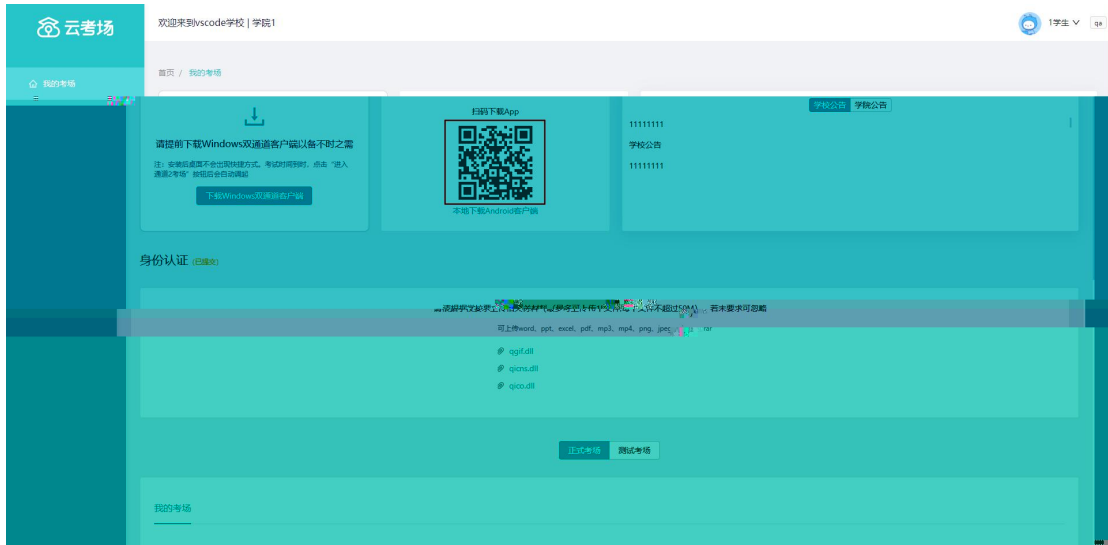 云考场
欢迎来到vscode学校 | 学院1
1学生
qa
我的考场
首页 / 我的考场
请提前下载Windows双通道客户端以备不时之需
注：安装后桌面不会出现快捷方式。考试时间到时，点击“进入
通道2考场”按钮后会自动调起
下载Windows双通道客户端
扫码下载App
本地下载Android客户端
学校公告 学院公告
11111111
学校公告
11111111
身份认证 (已提交)
文件不超过50M)，若未要求可忽略
可上传word、ppt、excel、pdf、mp3、mp4、png、jpeg
rar
qgif.dll
qicns.dll
qico.dll
正式考场 测试考场
我的考场